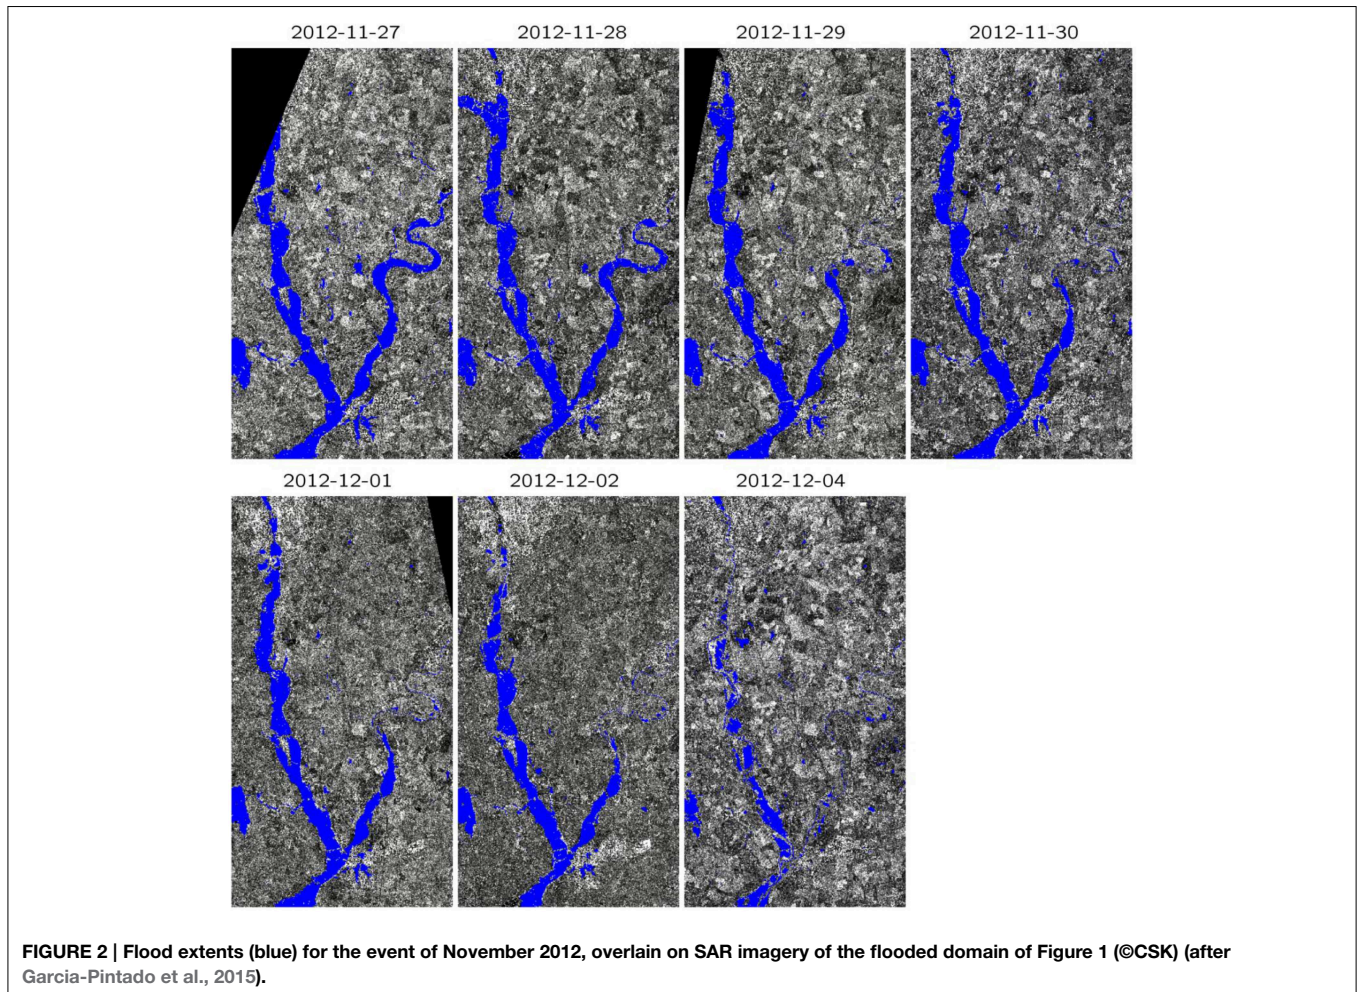 2012-11-27 2012-11-28 2012-11-29 2012-11-30
2012-12-01 2012-12-02 2012-12-04
FIGURE 2 | Flood extents (blue) for the event of November 2012, overlain on SAR imagery of the flooded domain of Figure 1 (©CSK) (after
Garcia-Pintado et al., 2015).